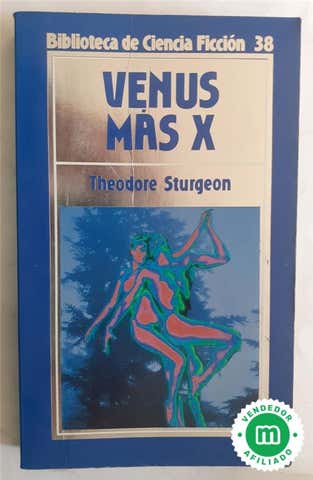 Biblioteca de Ciencia Ficción 38
VENUS
MÁS X
Theodore Sturgeon
VENDEDOR
m
AFILIADO